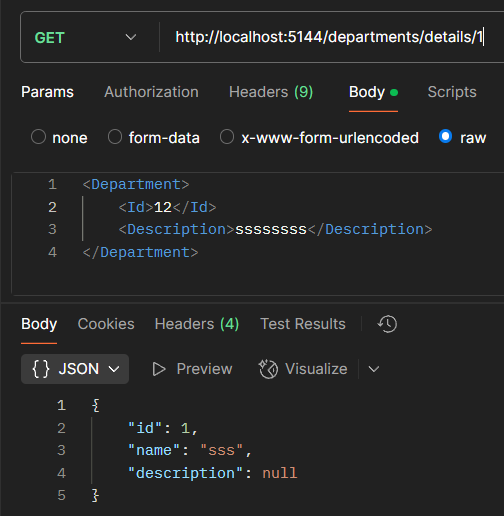 GET http://localhost:5144/departments/details/1
Params Authorization Headers (9) Body Scripts
none form-data x-www-form-urlencoded raw
1 <Department>
2 <Id>12</Id>
3 <Description>ssssssss</Description>
4 </Department>
Body Cookies Headers (4) Test Results
{} JSON Preview Visualize
1 {
2 "id": 1,
3 "name": "sss",
4 "description": null
5 }